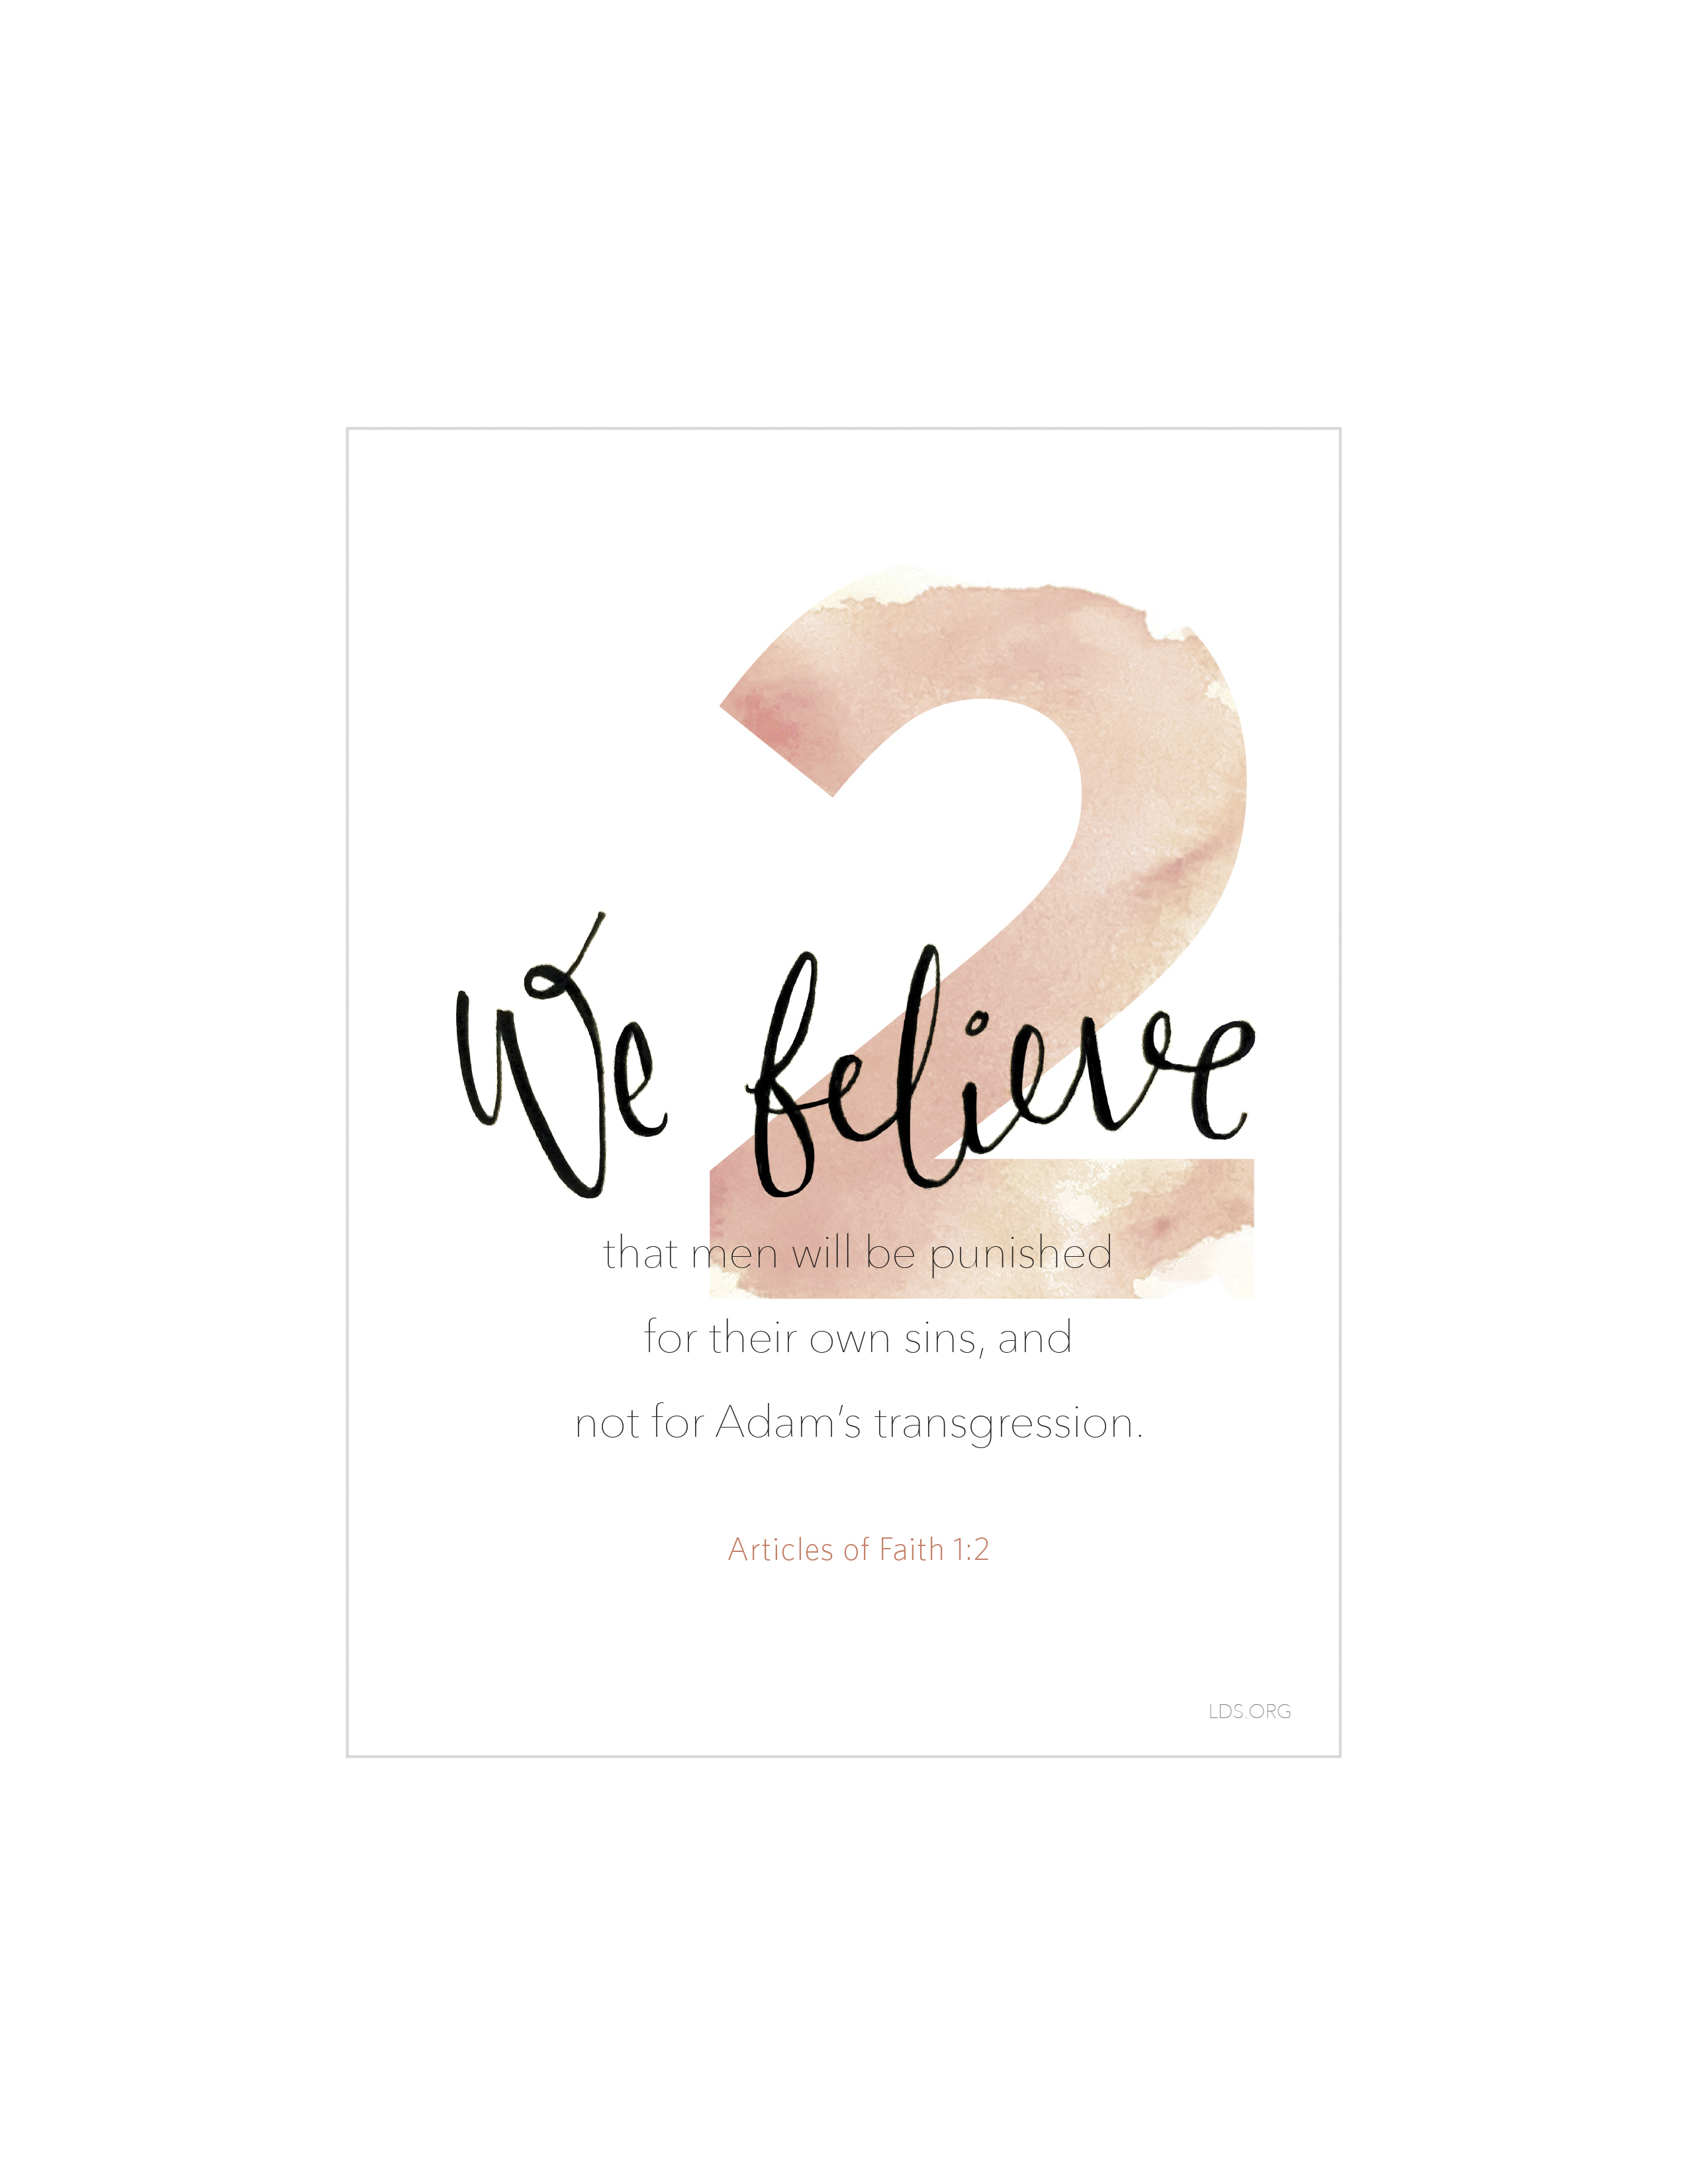 2
We believe
that men will be punished
for their own sins, and
not for Adam’s transgression.
Articles of Faith 1:2
LDS.ORG